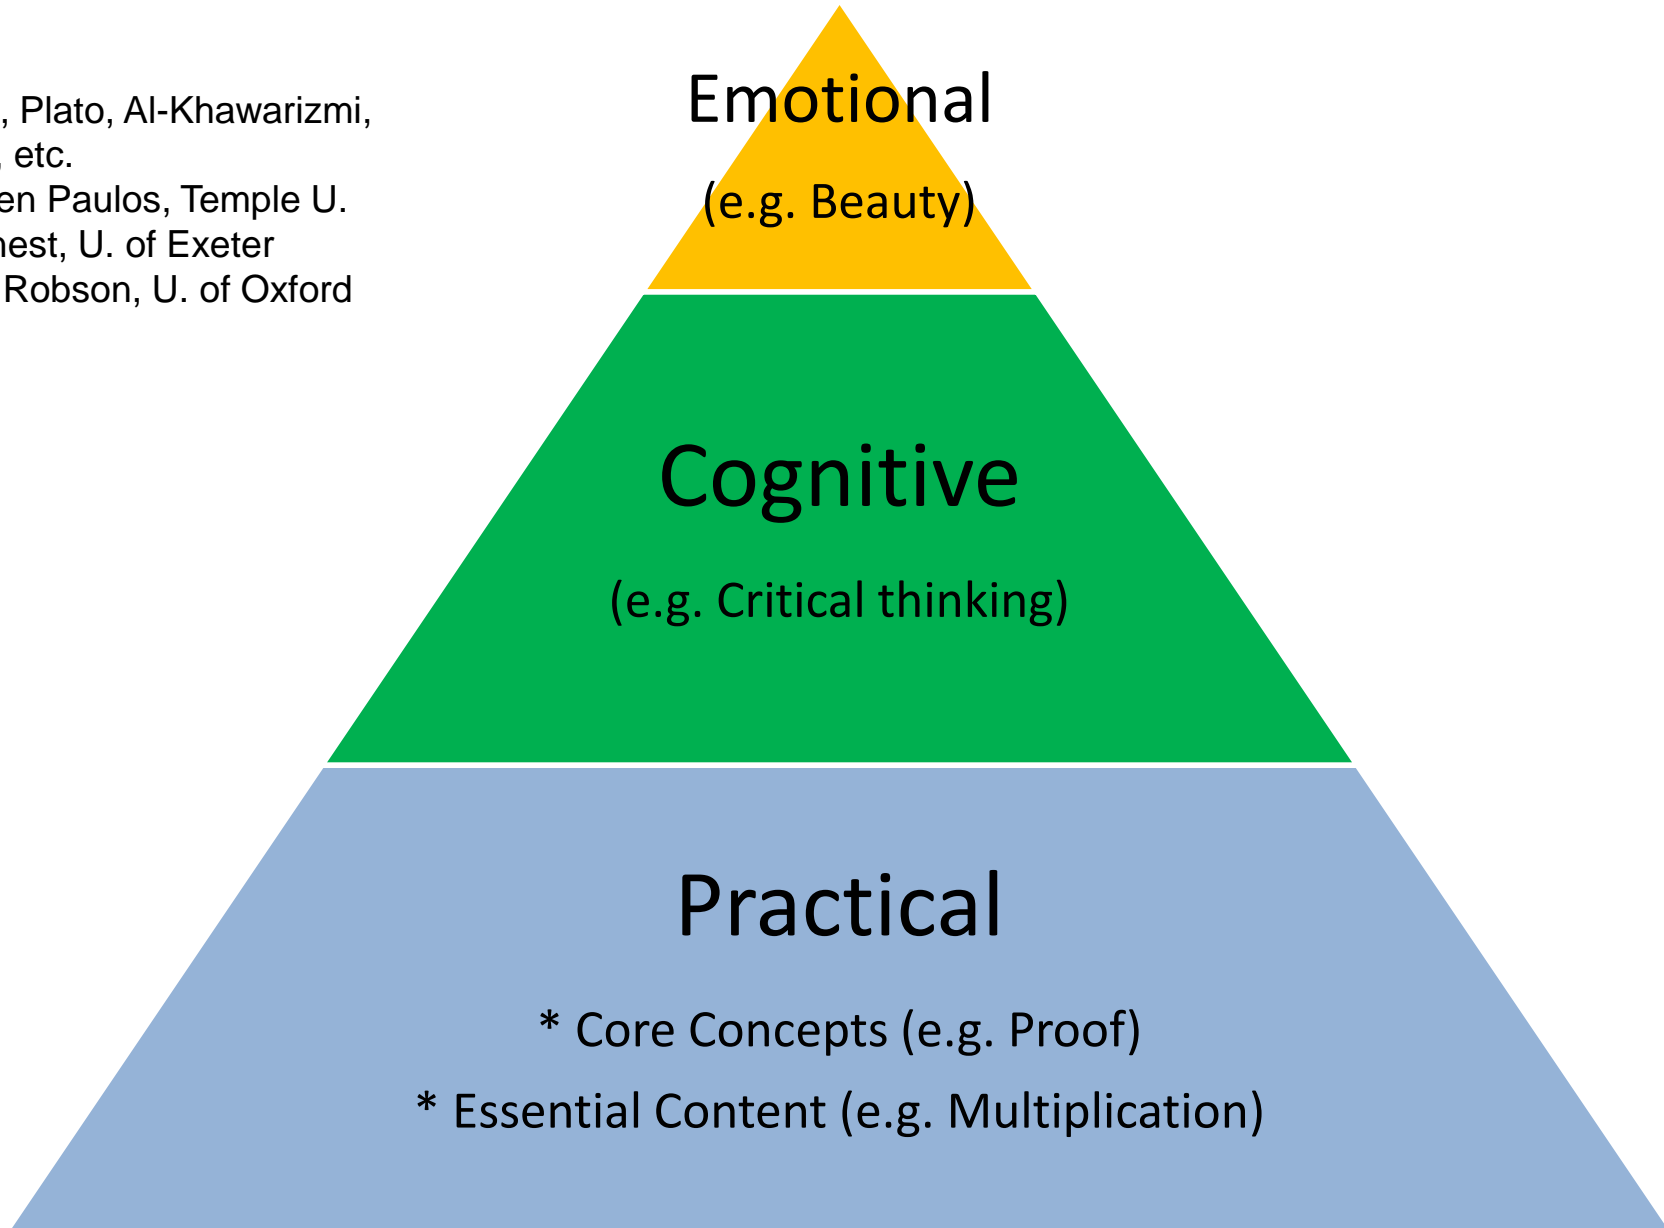 , Plato, Al-Khawarizmi,
, etc.
en Paulos, Temple U.
nest, U. of Exeter
Robson, U. of Oxford
Emotional
(e.g. Beauty)
Cognitive
(e.g. Critical thinking)
Practical
* Core Concepts (e.g. Proof)
* Essential Content (e.g. Multiplication)